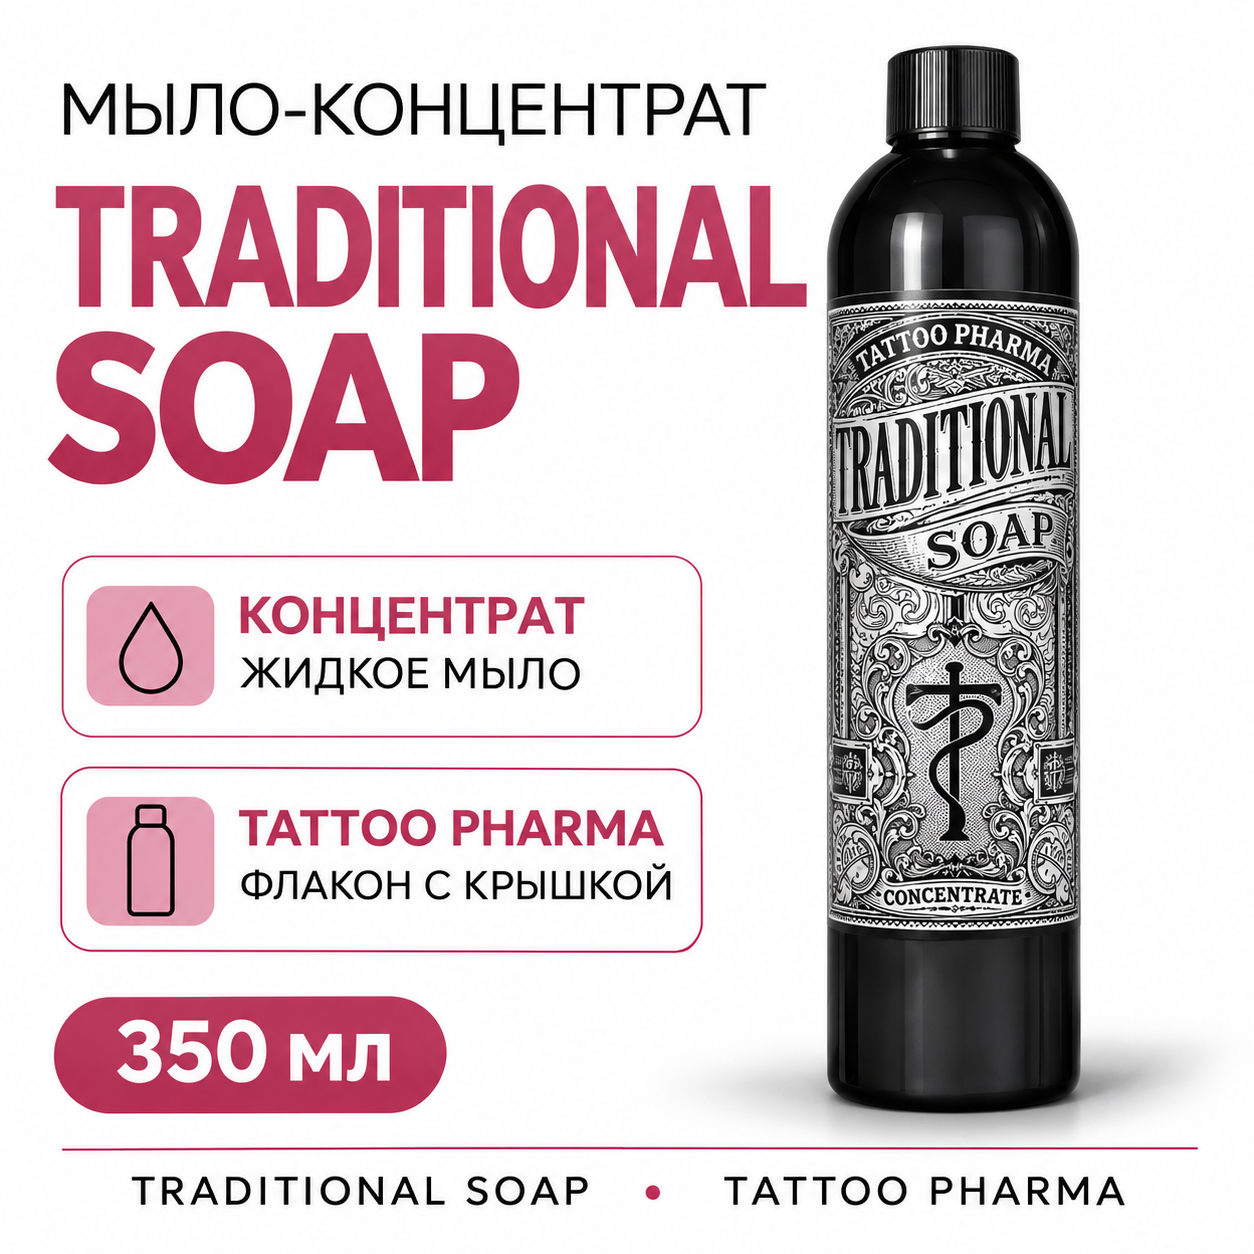 МЫЛО-КОНЦЕНТРАТ
TRADITIONAL
SOAP
КОНЦЕНТРАТ
ЖИДКОЕ МЫЛО
TATTOO PHARMA
ФЛАКОН С КРЫШКОЙ
350 мл
TATTOO PHARMA
TRADITIONAL
SOAP
CONCENTRATE
TRADITIONAL SOAP • TATTOO PHARMA